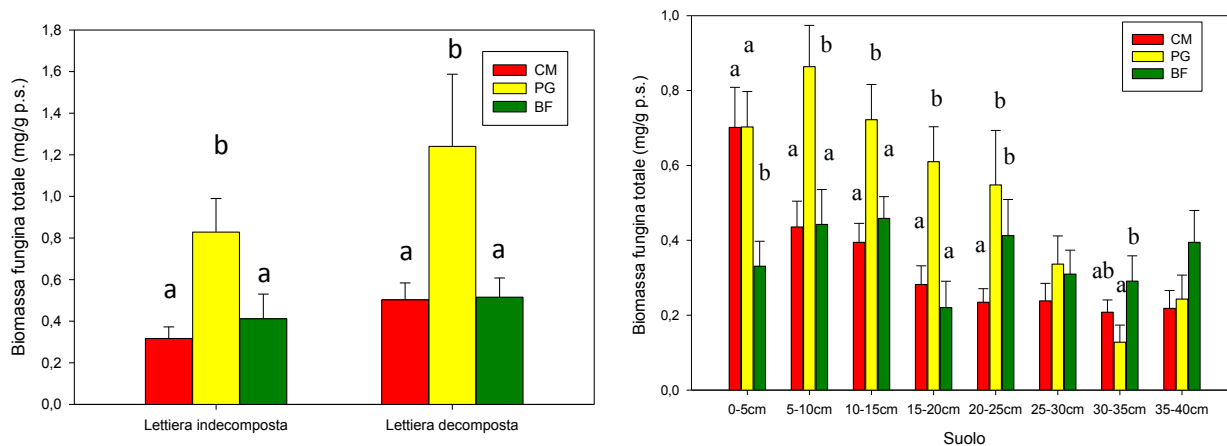 Biomassa fungina totale (mg/g p.s.)
1,8
1,6
1,4
1,2
1,0
0,8
0,6
0,4
0,2
0,0
CM
PG
BF
a
b
a
a
b
a
Lettiera indecomposta
Lettiera decomposta
Biomassa fungina totale (mg/g p.s.)
1,0
0,8
0,6
0,4
0,2
0,0
CM
PG
BF
a
a
b
a
b
a
a
b
a
a
b
a
a
b
b
ab
a
b
0-5cm
5-10cm
10-15cm
15-20cm
20-25cm
25-30cm
30-35cm
35-40cm
Suolo